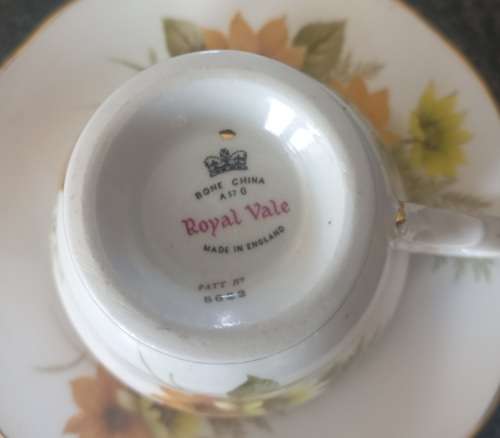 BONE CHINA
Royal Vale
MADE IN ENGLAND
PATT Nº